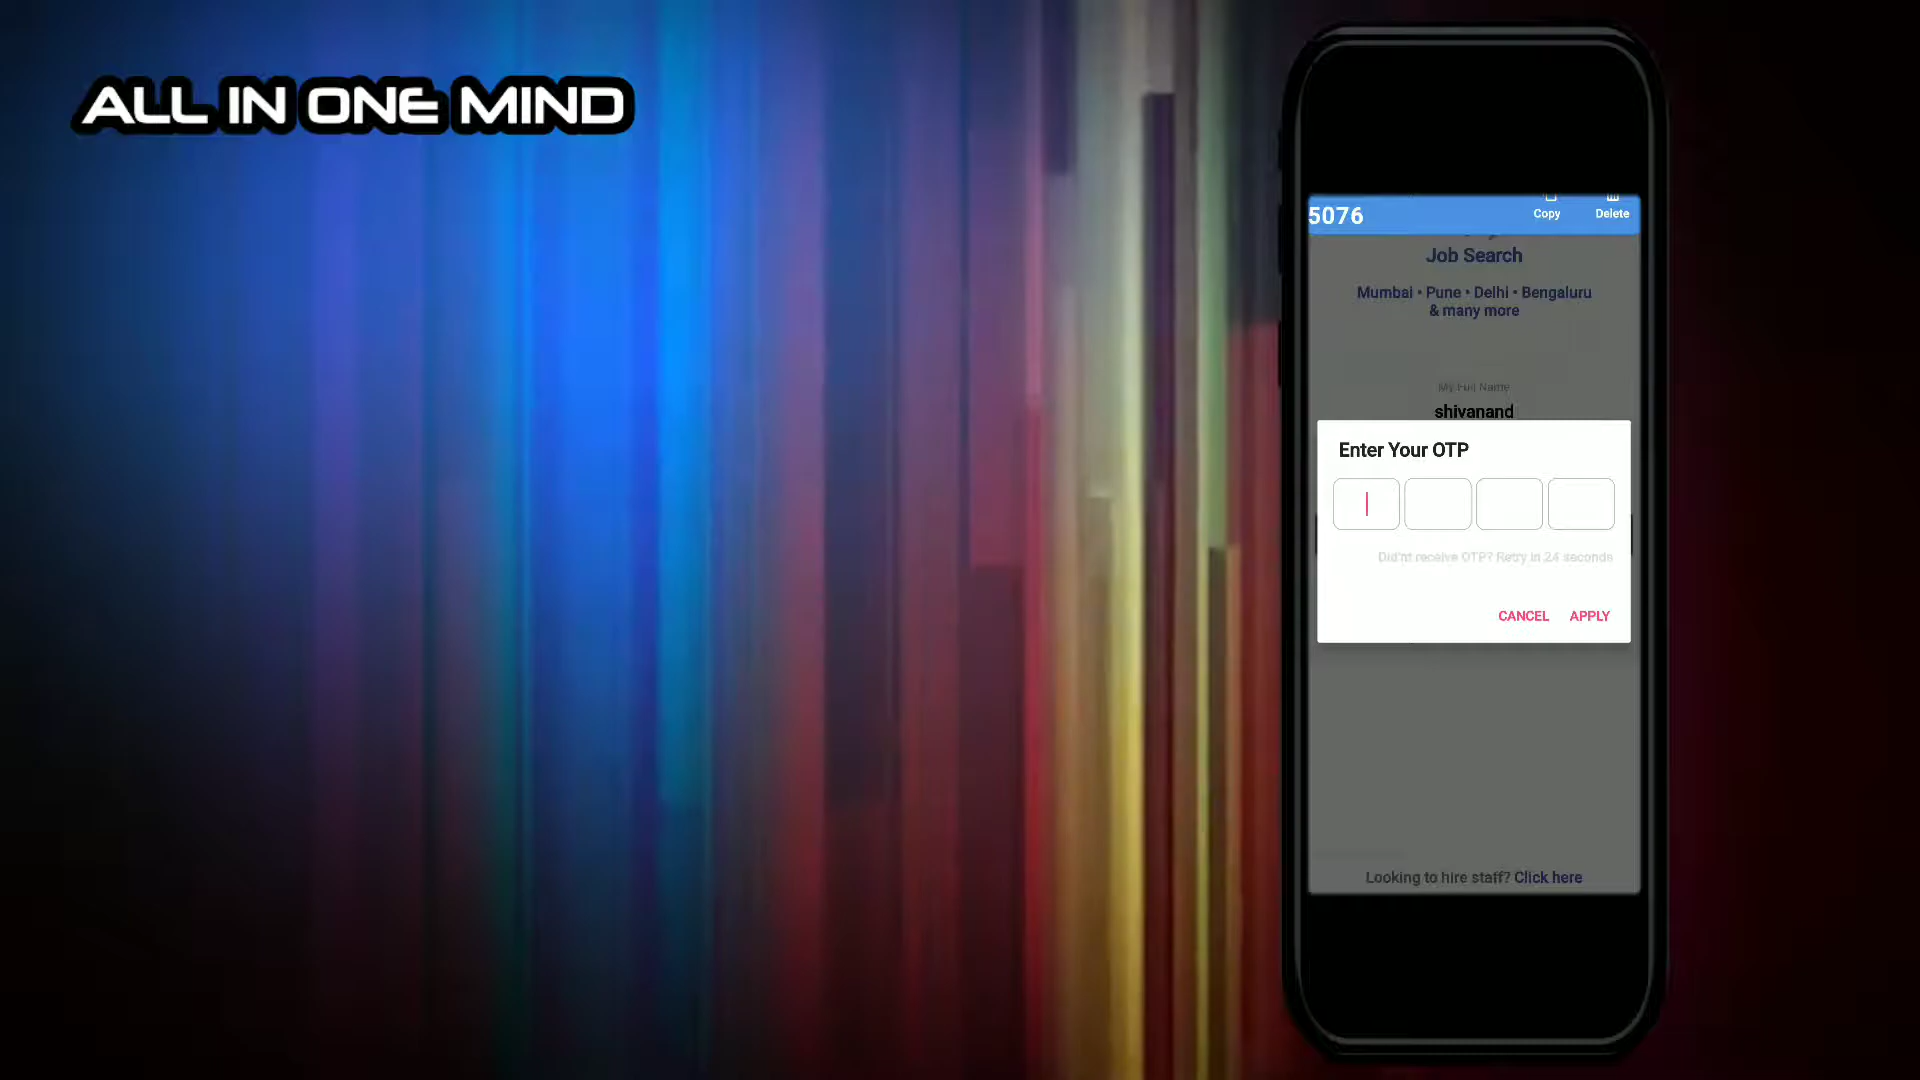 ALL IN ONE MIND
5076
Copy
Delete
Job Search
Mumbai • Pune • Delhi • Bengaluru
& many more
My Full Name
shivanand
Enter Your OTP
Did'nt receive OTP? Retry in 24 seconds
CANCEL
APPLY
Looking to hire staff? Click here